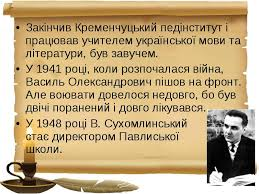 • Закінчив Кременчуцький педінститут і
працював учителем української мови та
літератури, був завучем.
• У 1941 році, коли розпочалася війна,
Василь Олександрович пішов на фронт.
Але воювати довелося недовго, бо був
двічі поранений і довго лікувався.
• У 1948 році В. Сухомлинський
стає директором Павлиської
школи.